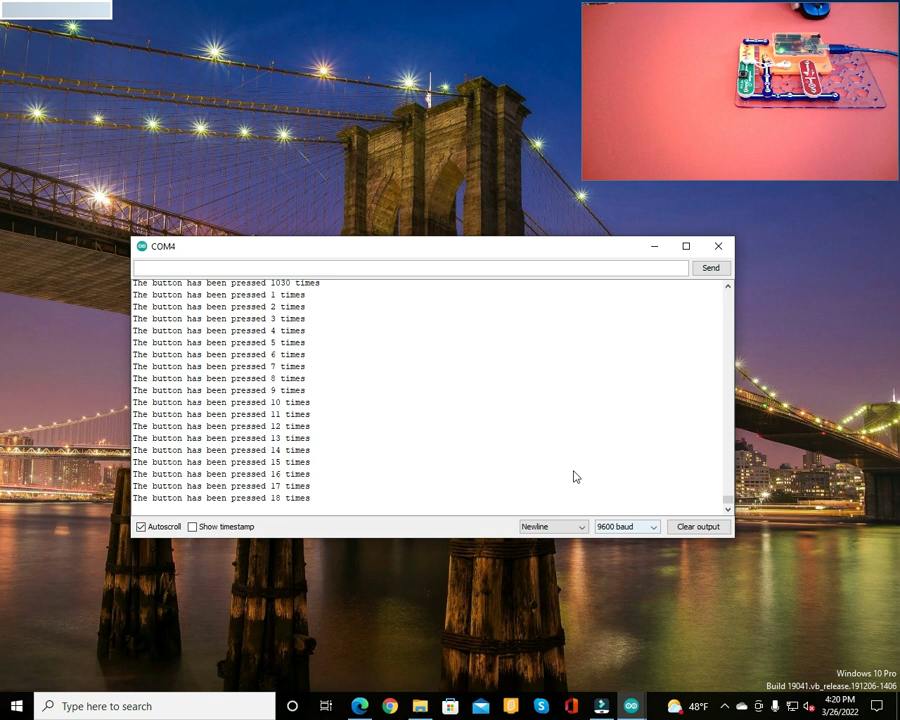 COM4
Send
The button has been pressed 1030 times
The button has been pressed 1 times
The button has been pressed 2 times
The button has been pressed 3 times
The button has been pressed 4 times
The button has been pressed 5 times
The button has been pressed 6 times
The button has been pressed 7 times
The button has been pressed 8 times
The button has been pressed 9 times
The button has been pressed 10 times
The button has been pressed 11 times
The button has been pressed 12 times
The button has been pressed 13 times
The button has been pressed 14 times
The button has been pressed 15 times
The button has been pressed 16 times
The button has been pressed 17 times
The button has been pressed 18 times
Autoscroll Show timestamp Newline 9600 baud Clear output
Windows 10 Pro
Build 19041.vb_release.191206-1406
Type here to search 48°F 4:20 PM
3/26/2022